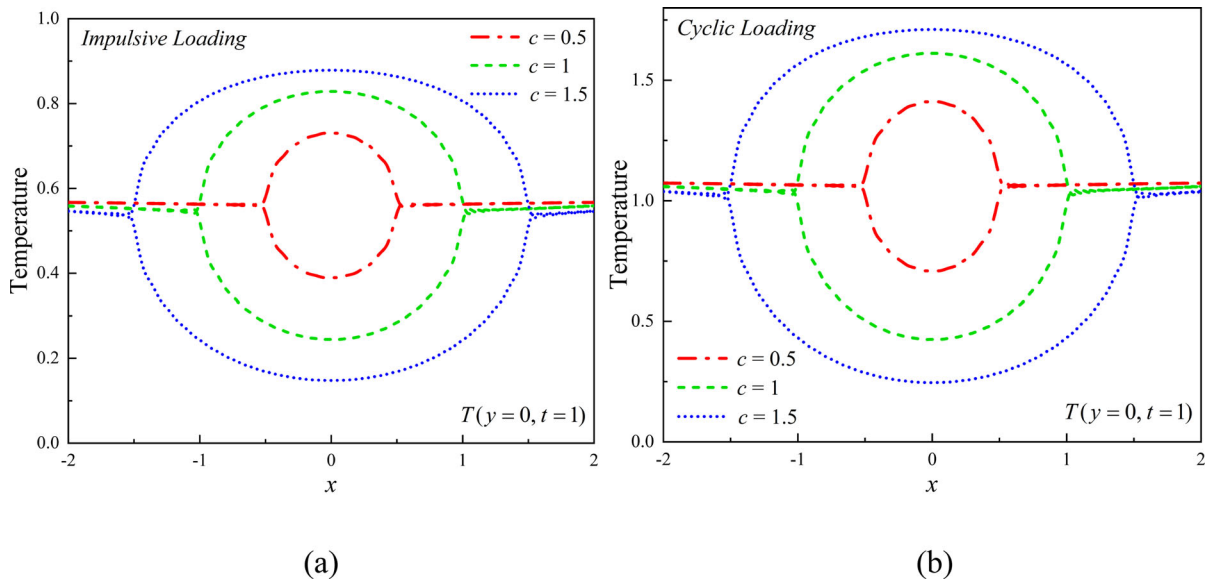 Impulsive Loading
c = 0.5
c = 1
c = 1.5
1.0
0.8
0.6
0.4
0.2
0.0
Temperature
T(y = 0, t = 1)
-2 -1 0 1 2
x
(a)
Cyclic Loading
1.5
1.0
0.5
0.0
Temperature
c = 0.5
c = 1
c = 1.5
T(y = 0, t = 1)
-2 -1 0 1 2
x
(b)